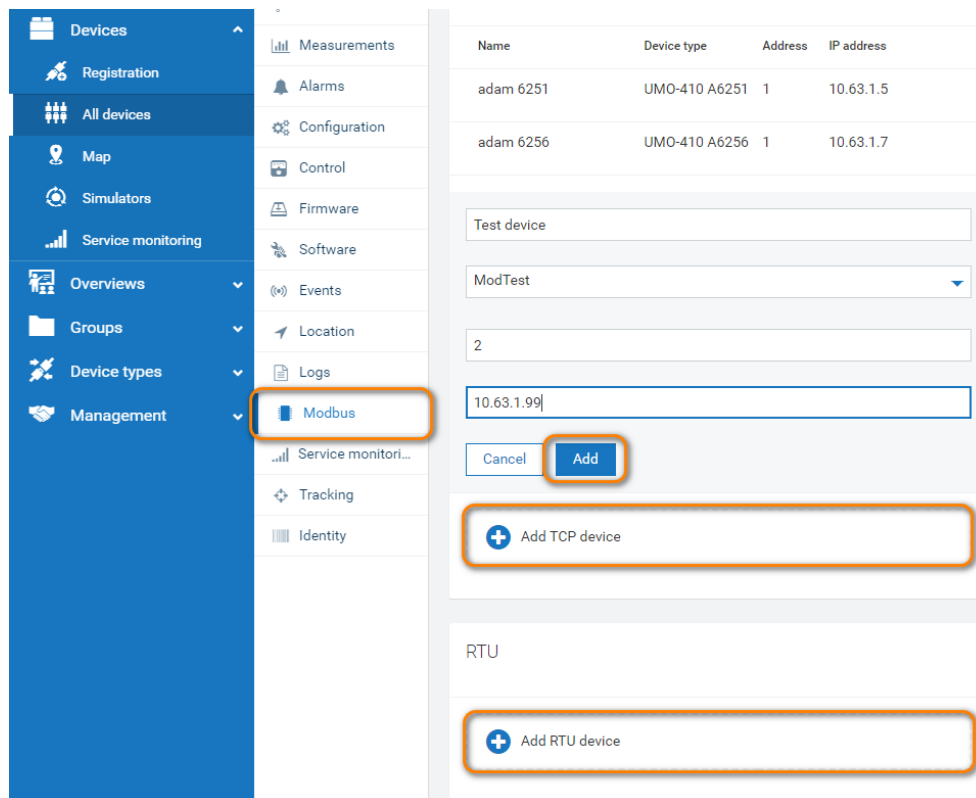 Devices
Registration
All devices
Map
Simulators
Service monitoring
Overviews
Groups
Device types
Management
Measurements
Alarms
Configuration
Control
Firmware
Software
Events
Location
Logs
Modbus
Service monitori...
Tracking
Identity
Name Device type Address IP address
adam 6251 UMO-410 A6251 1 10.63.1.5
adam 6256 UMO-410 A6256 1 10.63.1.7
Test device
ModTest
2
10.63.1.99
Cancel Add
Add TCP device
RTU
Add RTU device